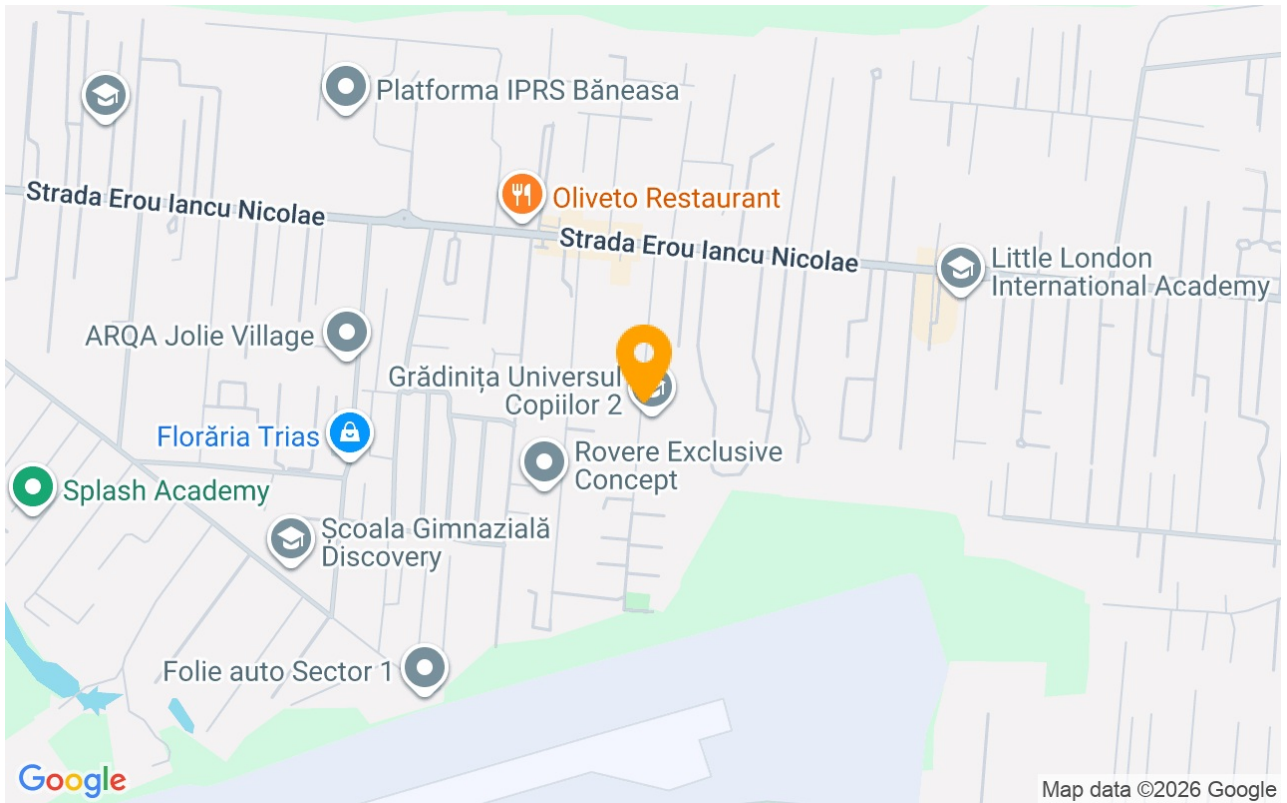 Platforma IPRS Băneasa
Strada Erou Iancu Nicolae
Oliveto Restaurant
Strada Erou Iancu Nicolae
Little London
International Academy
ARQA Jolie Village
Grădinița Universul
Copiilor 2
Florăria Trias
Rovere Exclusive
Concept
Splash Academy
Școala Gimnazială
Discovery
Folie auto Sector 1
Google
Map data ©2026 Google